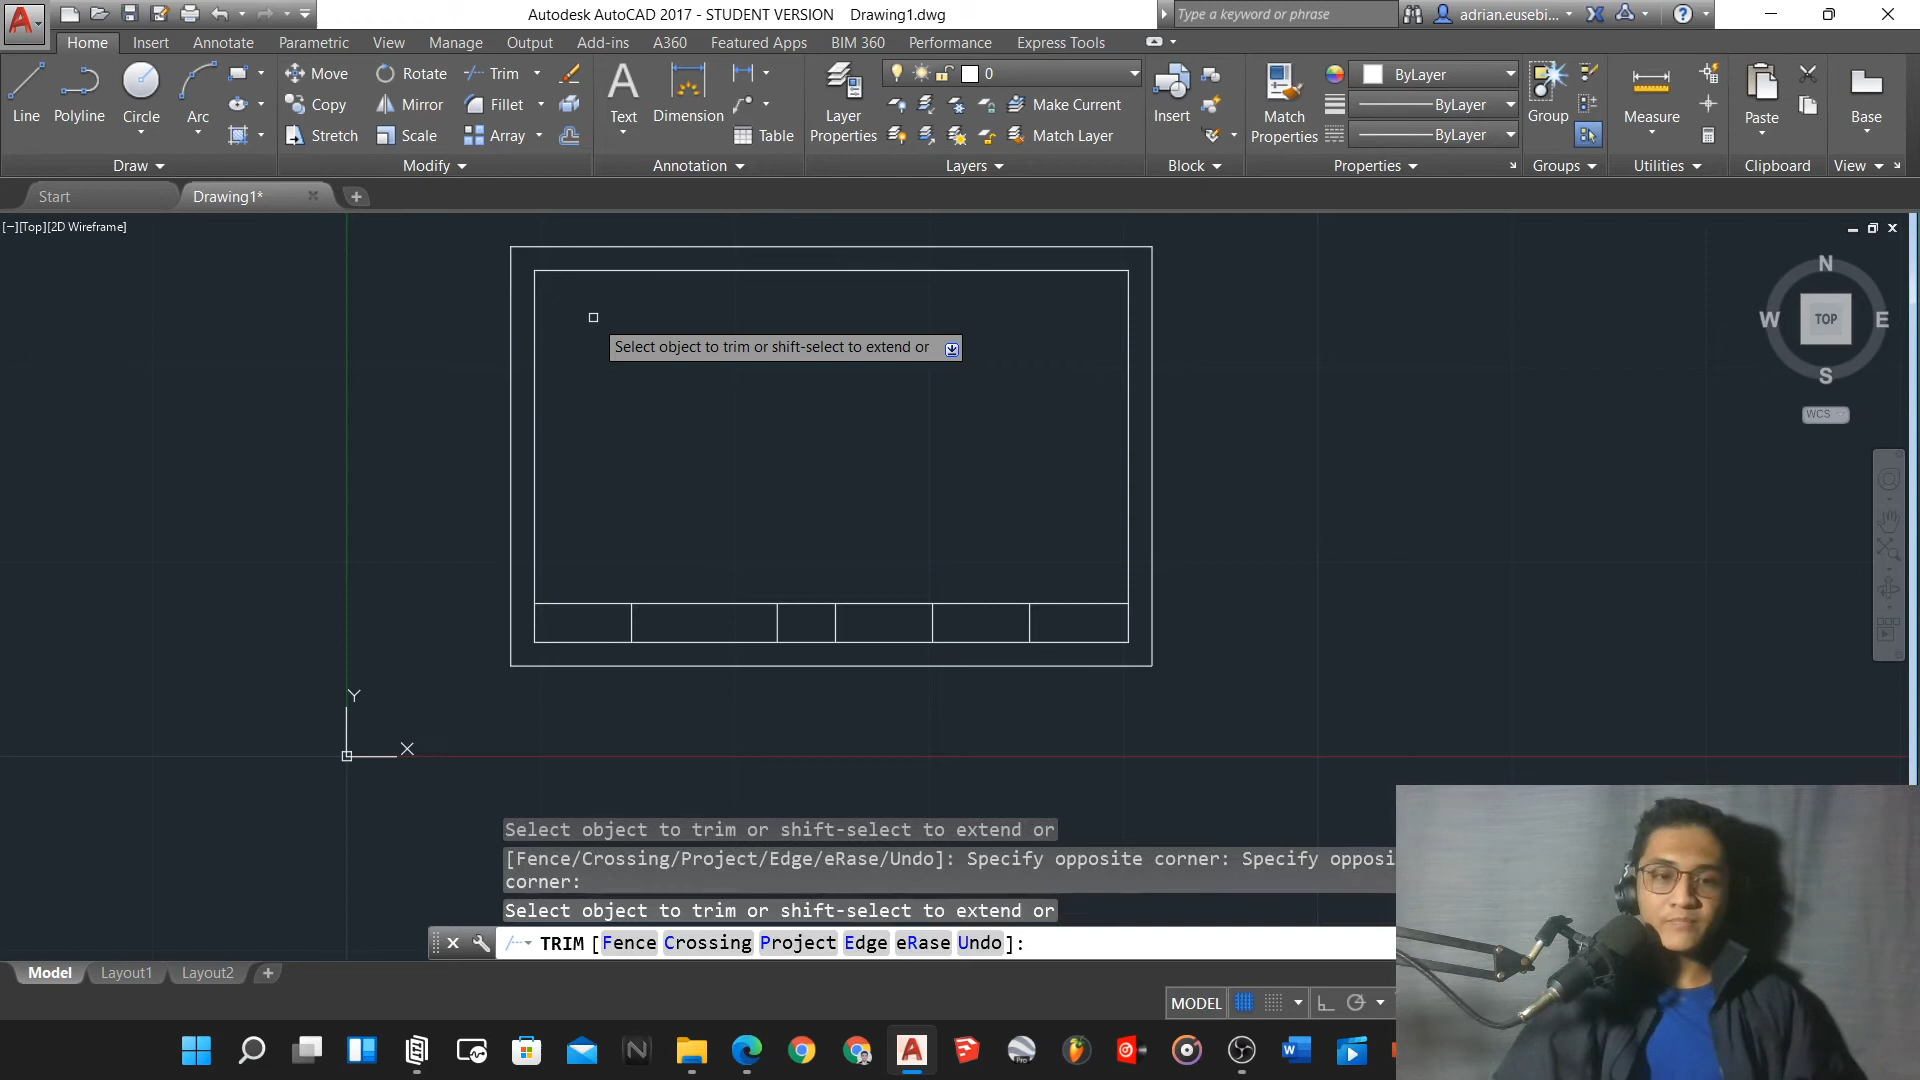 Autodesk AutoCAD 2017 - STUDENT VERSION Drawing1.dwg
Type a keyword or phrase
adrian.eusebi...
Home Insert Annotate Parametric View Manage Output Add-ins A360 Featured Apps BIM 360 Performance Express Tools
Line Polyline Circle Arc
Move Rotate Trim
Copy Mirror Fillet
Stretch Scale Array
Text Dimension Table
Layer Properties
0
Make Current
Match Layer
Insert
Match Properties
ByLayer
ByLayer
ByLayer
Group Measure Paste Base
Draw Modify Annotation Layers Block Properties Groups Utilities Clipboard View
Start Drawing1*
[−][Top][2D Wireframe]
N
W TOP E
S
WCS
Select object to trim or shift-select to extend or
Y
X
Select object to trim or shift-select to extend or
[Fence/Crossing/Project/Edge/eRase/Undo]: Specify opposite corner: Specify opposi
corner:
Select object to trim or shift-select to extend or
TRIM [Fence Crossing Project Edge eRase Undo]:
Model Layout1 Layout2
MODEL